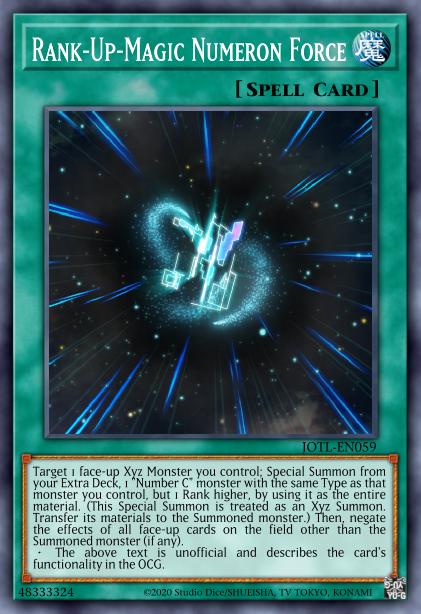 Rank-Up-Magic Numeron Force
SPELL
魔
[ Spell Card ]
JOTL-EN059
Target 1 face-up Xyz Monster you control; Special Summon from
your Extra Deck, 1 "Number C" monster with the same Type as that
monster you control, but 1 Rank higher, by using it as the entire
material. (This Special Summon is treated as an Xyz Summon.
Transfer its materials to the Summoned monster.) Then, negate
the effects of all face-up cards on the field other than the
Summoned monster (if any).
· The above text is unofficial and describes the card's
functionality in the OCG.
48333324
©2020 Studio Dice/SHUEISHA, TV TOKYO, KONAMI